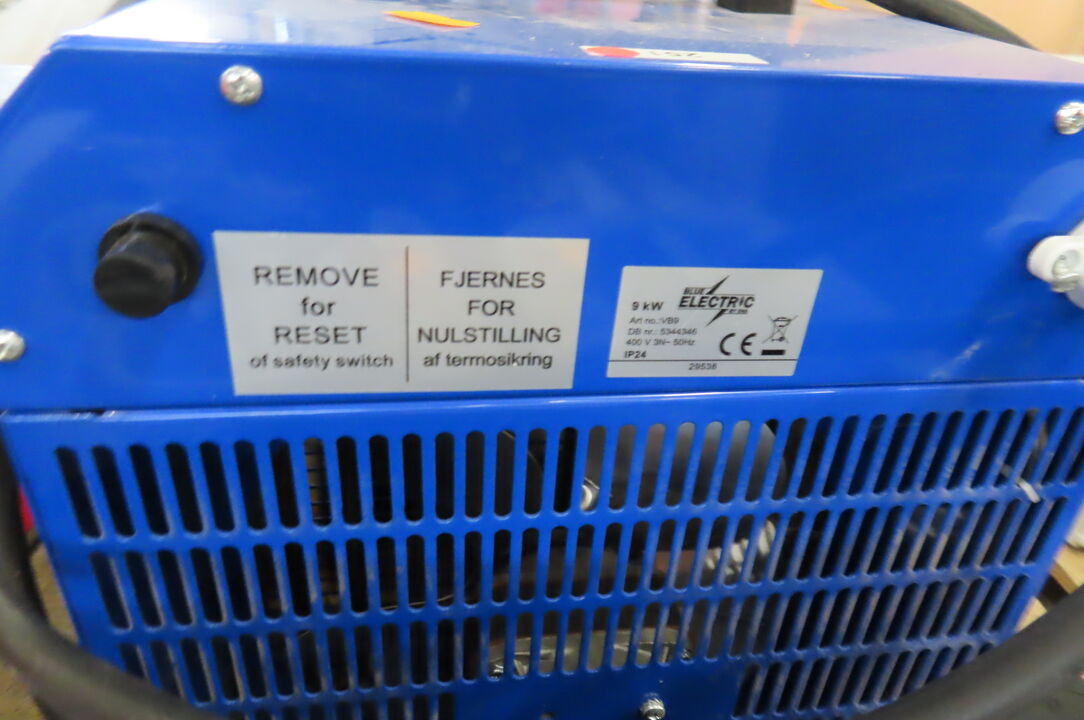 REMOVE
for
RESET
of safety switch
FJERNES
FOR
NULSTILLING
af termosikring
9 kW
BLUE
ELECTRIC
Art no.:VB9
DB nr.: 5344346
400 V 3N~ 50Hz
IP24
CE
29538